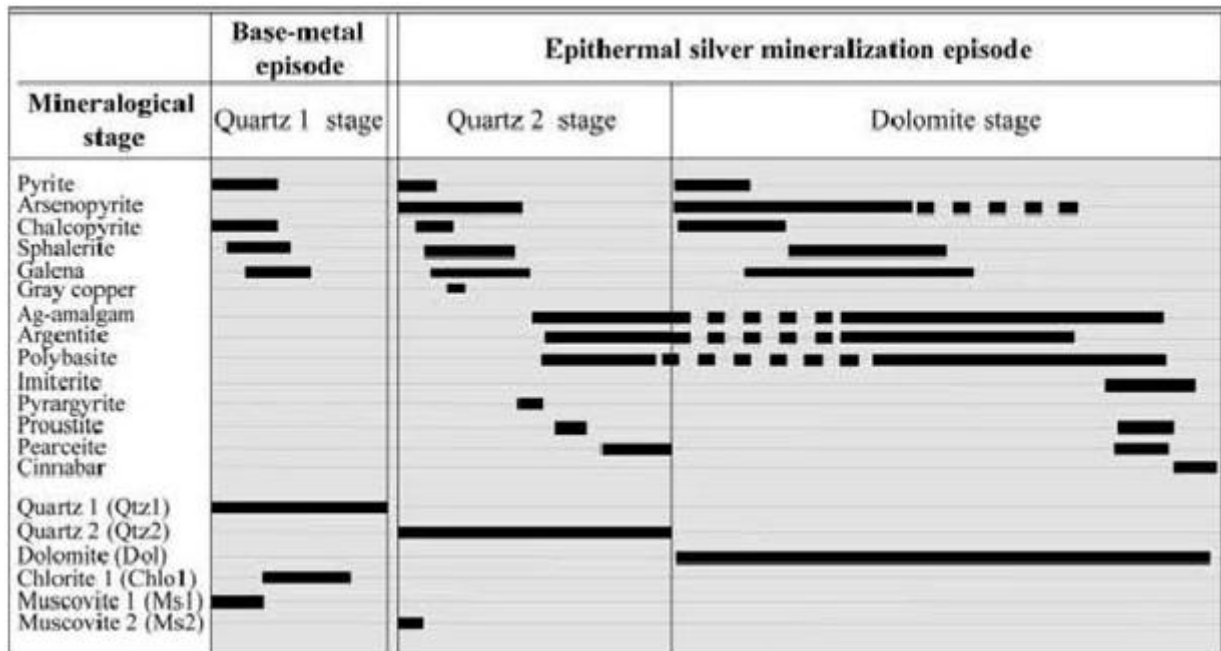 Base-metal
episode
Epithermal silver mineralization episode
Mineralogical
stage
Quartz 1 stage
Quartz 2 stage
Dolomite stage
Pyrite
Arsenopyrite
Chalcopyrite
Sphalerite
Galena
Gray copper
Ag-amalgam
Argentite
Polybasite
Imiterite
Pyrargyrite
Proustite
Pearceite
Cinnabar
Quartz 1 (Qtz1)
Quartz 2 (Qtz2)
Dolomite (Dol)
Chlorite 1 (Chlo1)
Muscovite 1 (Ms1)
Muscovite 2 (Ms2)